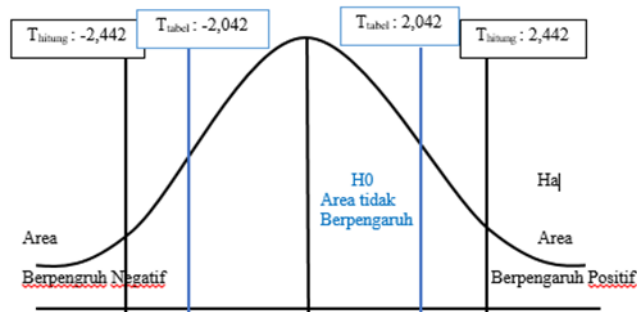 Thitung : -2,442
Ttabel : -2,042
Ttabel : 2,042
Thitung : 2,442
H0
Area tidak
Berpengaruh
Ha
Area
Berpengruh Negatif
Area
Berpengaruh Positif